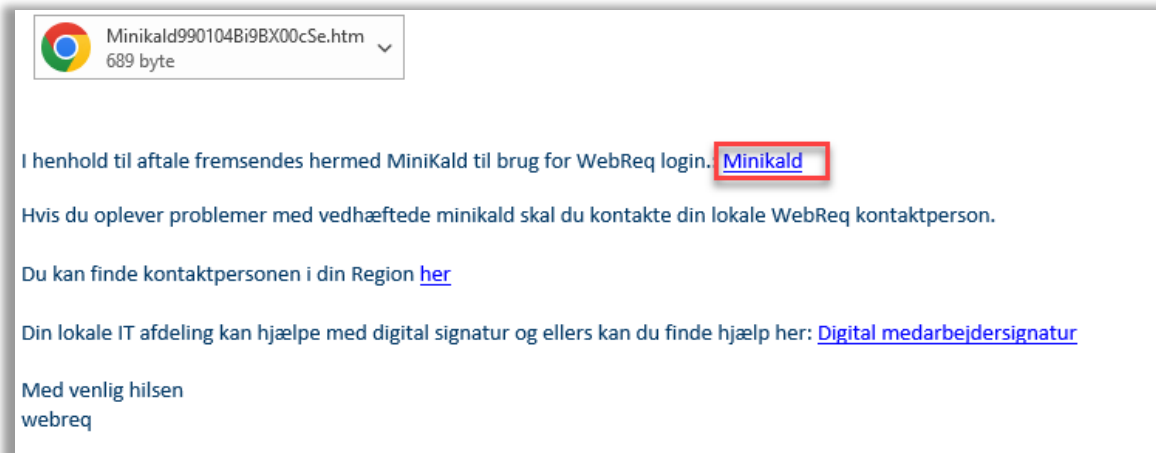 Minikald990104Bi9BX00cSe.htm
689 byte
I henhold til aftale fremsendes hermed MiniKald til brug for WebReq login.: Minikald
Hvis du oplever problemer med vedhæftede minikald skal du kontakte din lokale WebReq kontaktperson.
Du kan finde kontaktpersonen i din Region her
Din lokale IT afdeling kan hjælpe med digital signatur og ellers kan du finde hjælp her: Digital medarbejdersignatur
Med venlig hilsen
webreq